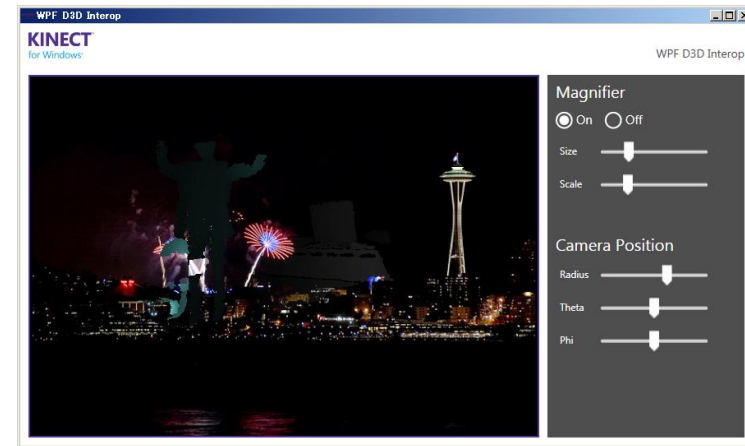 WPF D3D Interop
KINECT
for Windows
WPF D3D Interop
Magnifier
On Off
Size
Scale
Camera Position
Radius
Theta
Phi